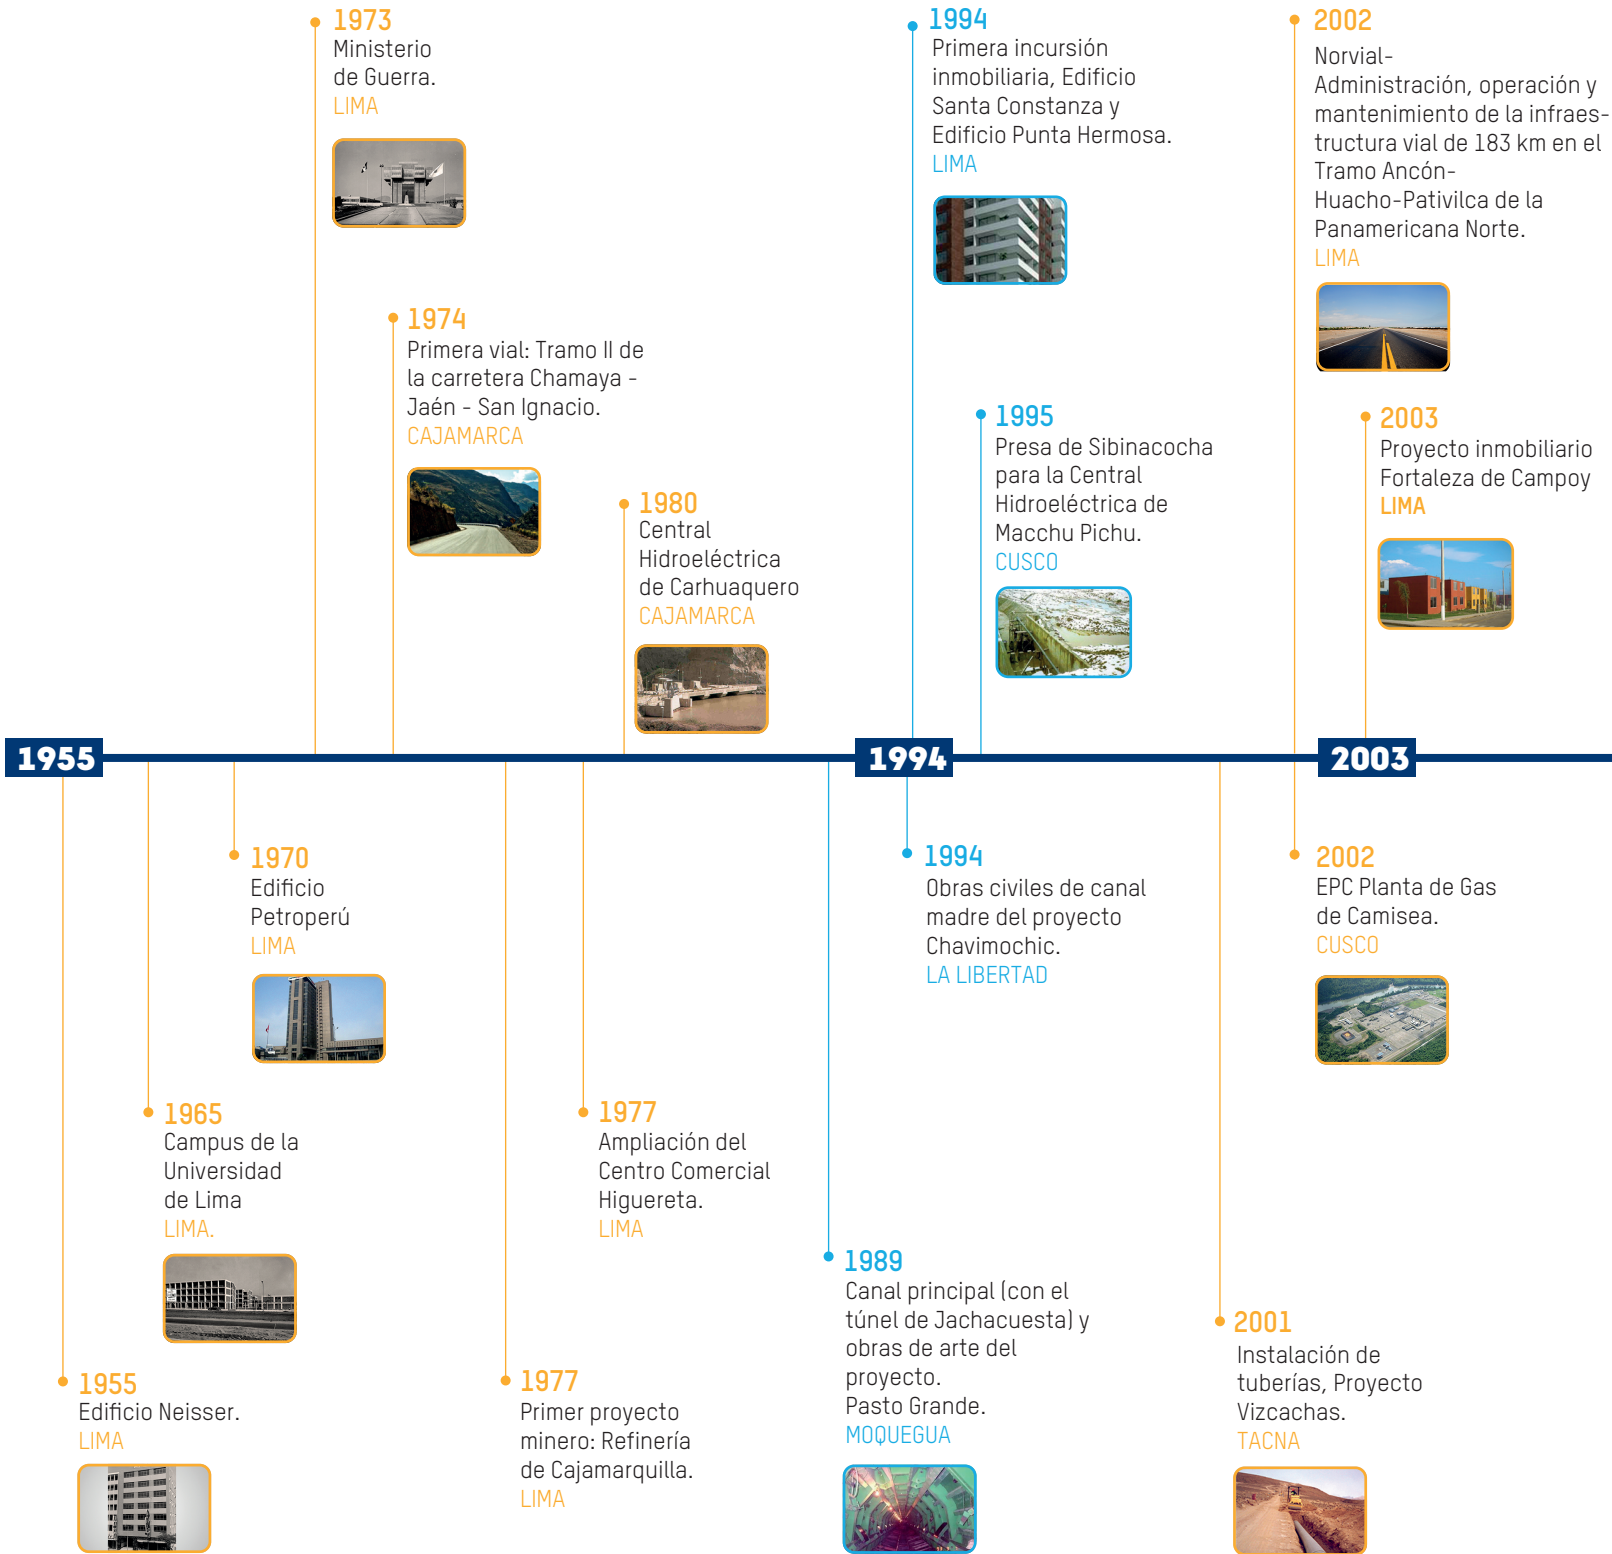 1973
Ministerio
de Guerra.
LIMA
1974
Primera vial: Tramo II de
la carretera Chamaya -
Jaén - San Ignacio.
CAJAMARCA
1980
Central
Hidroeléctrica
de Carhuaquero
CAJAMARCA
1994
Primera incursión
inmobiliaria, Edificio
Santa Constanza y
Edificio Punta Hermosa.
LIMA
1995
Presa de Sibinacocha
para la Central
Hidroeléctrica de
Macchu Pichu.
CUSCO
2002
Norvial-
Administración, operación y
mantenimiento de la infraes-
tructura vial de 183 km en el
Tramo Ancón-
Huacho-Pativilca de la
Panamericana Norte.
LIMA
2003
Proyecto inmobiliario
Fortaleza de Campoy
LIMA
1955
1994
2003
1955
Edificio Neisser.
LIMA
1965
Campus de la
Universidad
de Lima
LIMA.
1970
Edificio
Petroperú
LIMA
1977
Primer proyecto
minero: Refinería
de Cajamarquilla.
LIMA
1977
Ampliación del
Centro Comercial
Higuereta.
LIMA
1989
Canal principal (con el
túnel de Jachacuesta) y
obras de arte del
proyecto.
Pasto Grande.
MOQUEGUA
1994
Obras civiles de canal
madre del proyecto
Chavimochic.
LA LIBERTAD
2001
Instalación de
tuberías, Proyecto
Vizcachas.
TACNA
2002
EPC Planta de Gas
de Camisea.
CUSCO